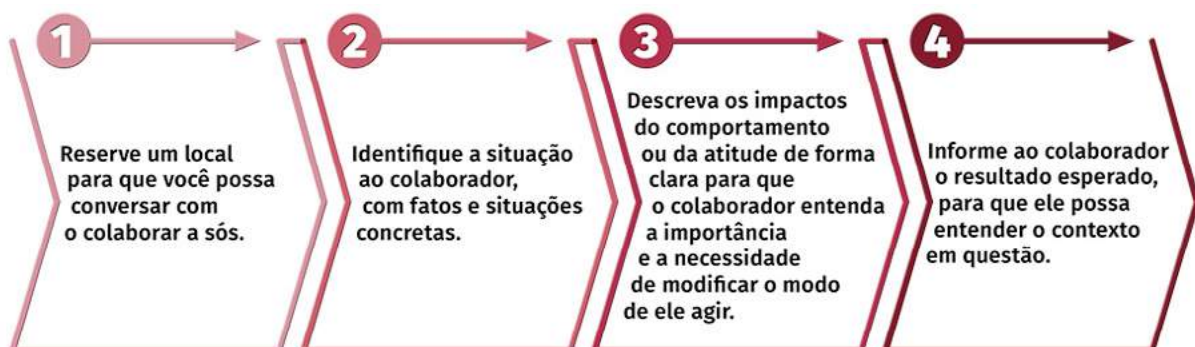 1
Reserve um local
para que você possa
conversar com
o colaborar a sós.
2
Identifique a situação
ao colaborador,
com fatos e situações
concretas.
3
Descreva os impactos
do comportamento
ou da atitude de forma
clara para que
o colaborador entenda
a importância
e a necessidade
de modificar o modo
de ele agir.
4
Informe ao colaborador
o resultado esperado,
para que ele possa
entender o contexto
em questão.